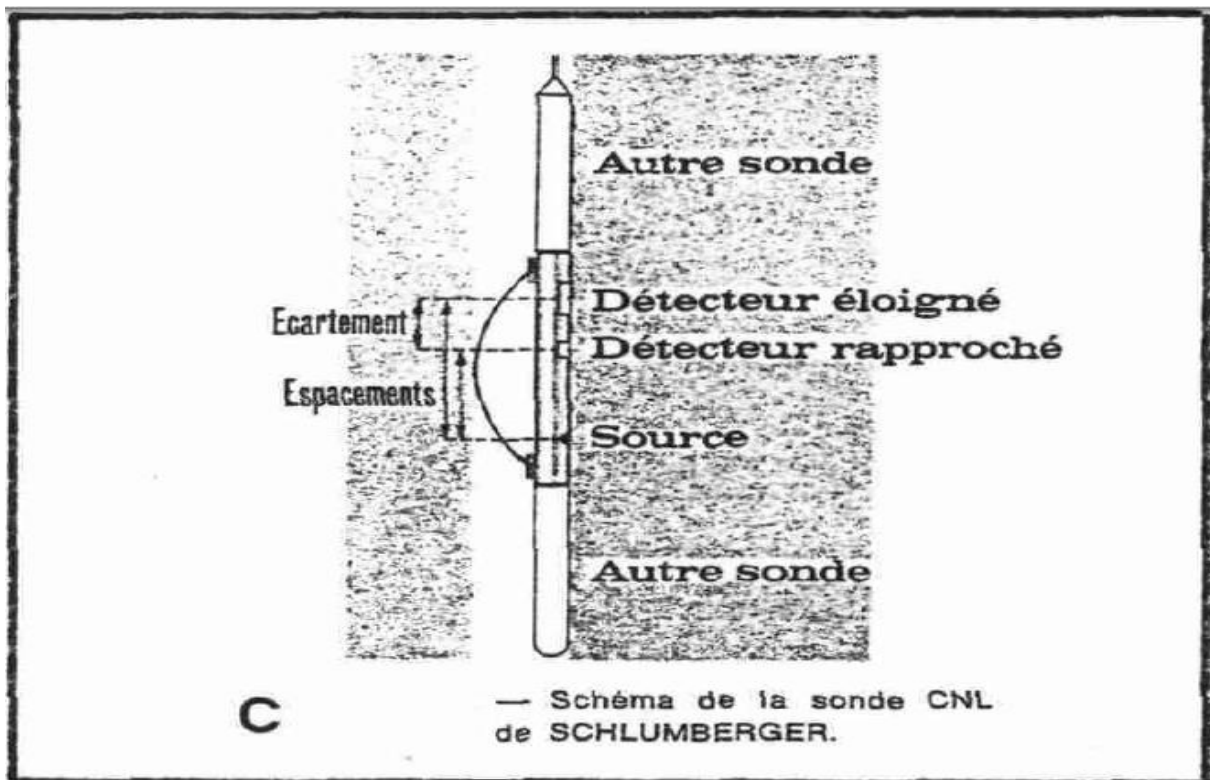 Autre sonde
Détecteur éloigné
Ecartement
Détecteur rapproché
Espacements
Source
Autre sonde
C
— Schéma de la sonde CNL
de SCHLUMBERGER.